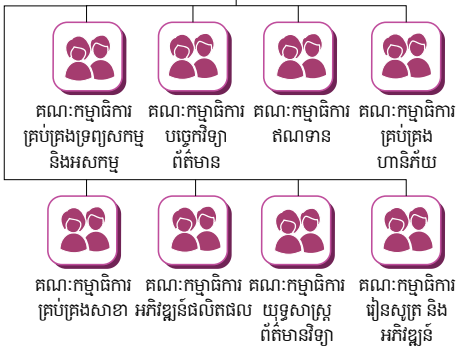 គណៈកម្មាធិការ
គ្រប់គ្រងទ្រព្យសកម្ម
និងអសកម្ម
គណៈកម្មាធិការ
បច្ចេកវិទ្យា
ព័ត៌មាន
គណៈកម្មាធិការ
ឥណទាន
គណៈកម្មាធិការ
គ្រប់គ្រង
ហានិភ័យ
គណៈកម្មាធិការ
គ្រប់គ្រងសាខា
គណៈកម្មាធិការ
អភិវឌ្ឍន៍ផលិតផល
គណៈកម្មាធិការ
យុទ្ធសាស្ត្រ
ព័ត៌មានវិទ្យា
គណៈកម្មាធិការ
រៀនសូត្រ និង
អភិវឌ្ឍន៍